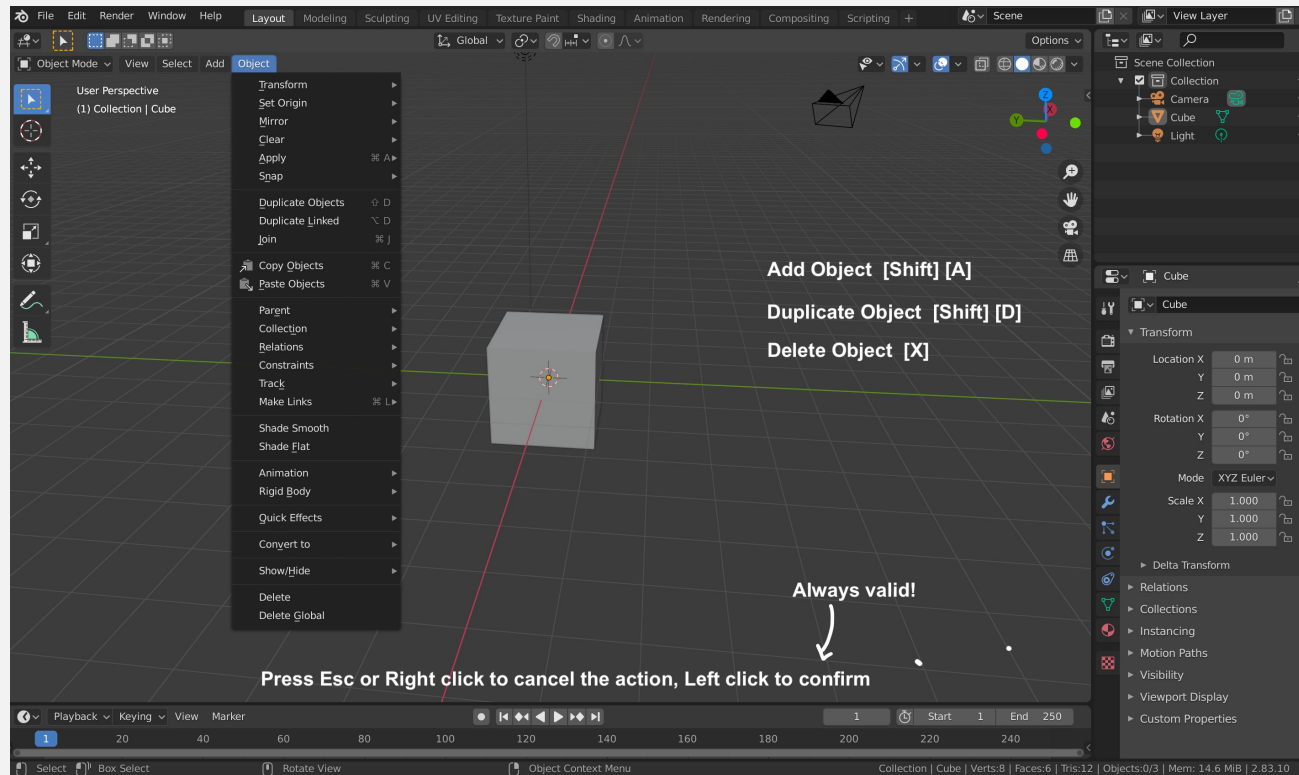 File Edit Render Window Help Layout Modeling Sculpting UV Editing Texture Paint Shading Animation Rendering Compositing Scripting + Scene View Layer
Global Options
Object Mode View Select Add Object
User Perspective
(1) Collection | Cube
Transform
Set Origin
Mirror
Clear
Apply ⌘ A
Snap
Duplicate Objects ⇧ D
Duplicate Linked ⌥ D
Join ⌘ J
Copy Objects ⌘ C
Paste Objects ⌘ V
Parent
Collection
Relations
Constraints
Track
Make Links ⌘ L
Shade Smooth
Shade Flat
Animation
Rigid Body
Quick Effects
Convert to
Show/Hide
Delete
Delete Global
Z
X
Y
Add Object [Shift] [A]
Duplicate Object [Shift] [D]
Delete Object [X]
Always valid!
Press Esc or Right click to cancel the action, Left click to confirm
Scene Collection
Collection
Camera
Cube
Light
Cube
Cube
Transform
Location X 0 m
Y 0 m
Z 0 m
Rotation X 0°
Y 0°
Z 0°
Mode XYZ Euler
Scale X 1.000
Y 1.000
Z 1.000
Delta Transform
Relations
Collections
Instancing
Motion Paths
Visibility
Viewport Display
Custom Properties
Playback Keying View Marker 1 Start 1 End 250
1 20 40 60 80 100 120 140 160 180 200 220 240
Select Box Select Rotate View Object Context Menu Collection | Cube | Verts:8 | Faces:6 | Tris:12 | Objects:0/3 | Mem: 14.6 MiB | 2.83.10